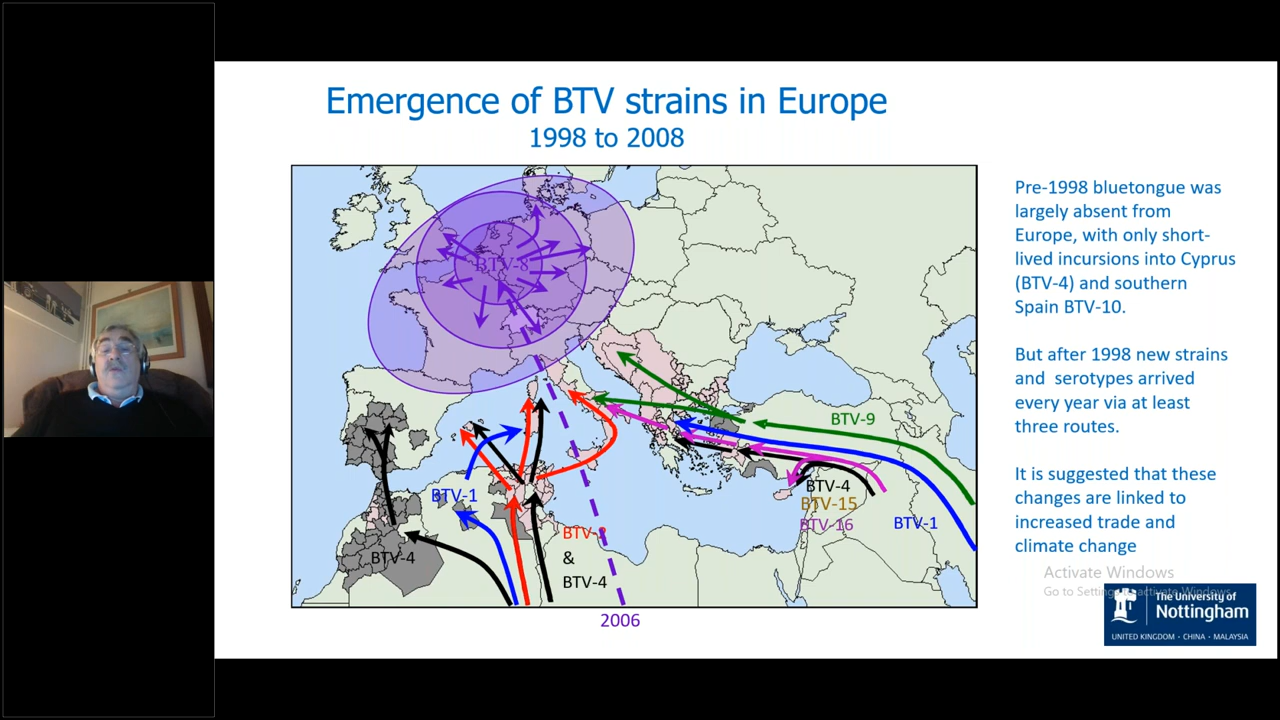 Emergence of BTV strains in Europe
1998 to 2008
Pre-1998 bluetongue was
largely absent from
Europe, with only short-
lived incursions into Cyprus
(BTV-4) and southern
Spain BTV-10.
But after 1998 new strains
and serotypes arrived
every year via at least
three routes.
It is suggested that these
changes are linked to
increased trade and
climate change
BTV-8
BTV-9
BTV-4
BTV-15
BTV-16
BTV-1
BTV-1
BTV-4
&
BTV-4
2006
Activate Windows
Go to Settings to activate Windows.
The University of
Nottingham
UNITED KINGDOM · CHINA · MALAYSIA